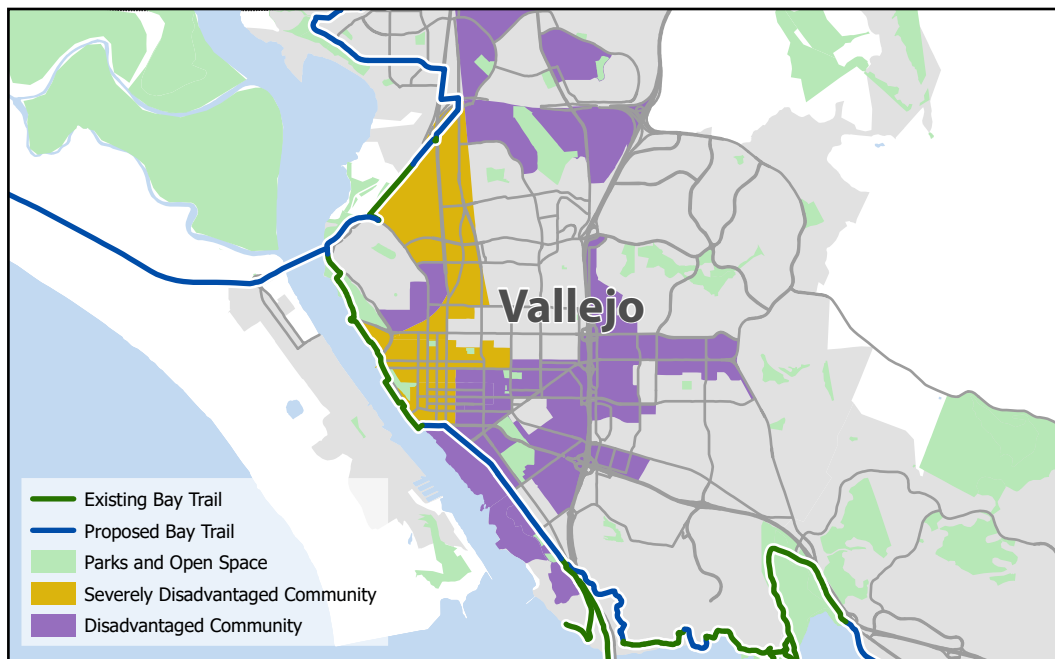 Vallejo
Existing Bay Trail
Proposed Bay Trail
Parks and Open Space
Severely Disadvantaged Community
Disadvantaged Community